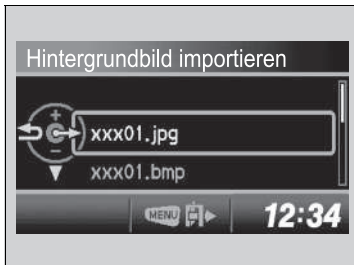 Hintergrundbild importieren
xxx01.jpg
xxx01.bmp
MENU
12:34